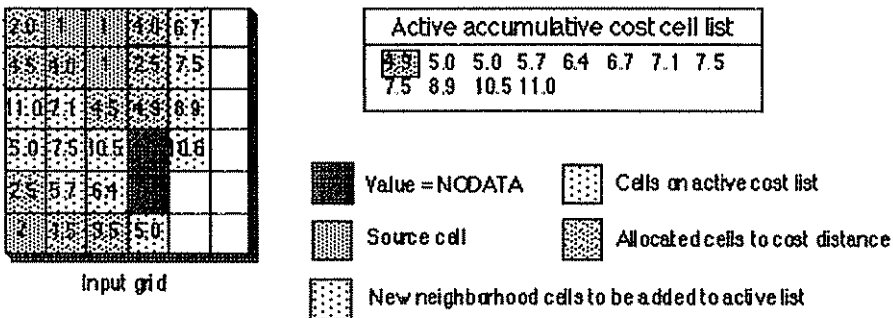 2.0 1 1 4.0 6.7
4.5 4.0 1 2.5 7.5
11.0 7.1 4.5 4.9 8.9
5.0 7.5 10.5 10.6
2.5 5.7 6.4
2 1.5 3.5 5.0
Input grid
Active accumulative cost cell list
4.9 5.0 5.0 5.7 6.4 6.7 7.1 7.5
7.5 8.9 10.5 11.0
Value = NODATA
Cells on active cost list
Source cell
Allocated cells to cost distance
New neighborhood cells to be added to active list